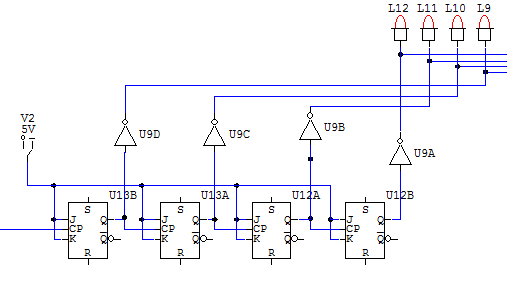 L12 L11 L10 L9
V2
5V
U9D U9C U9B U9A
U13B U13A U12A U12B
S S S S
J Q J Q J Q J Q
CP CP CP CP
K Q K Q K Q K Q
R R R R